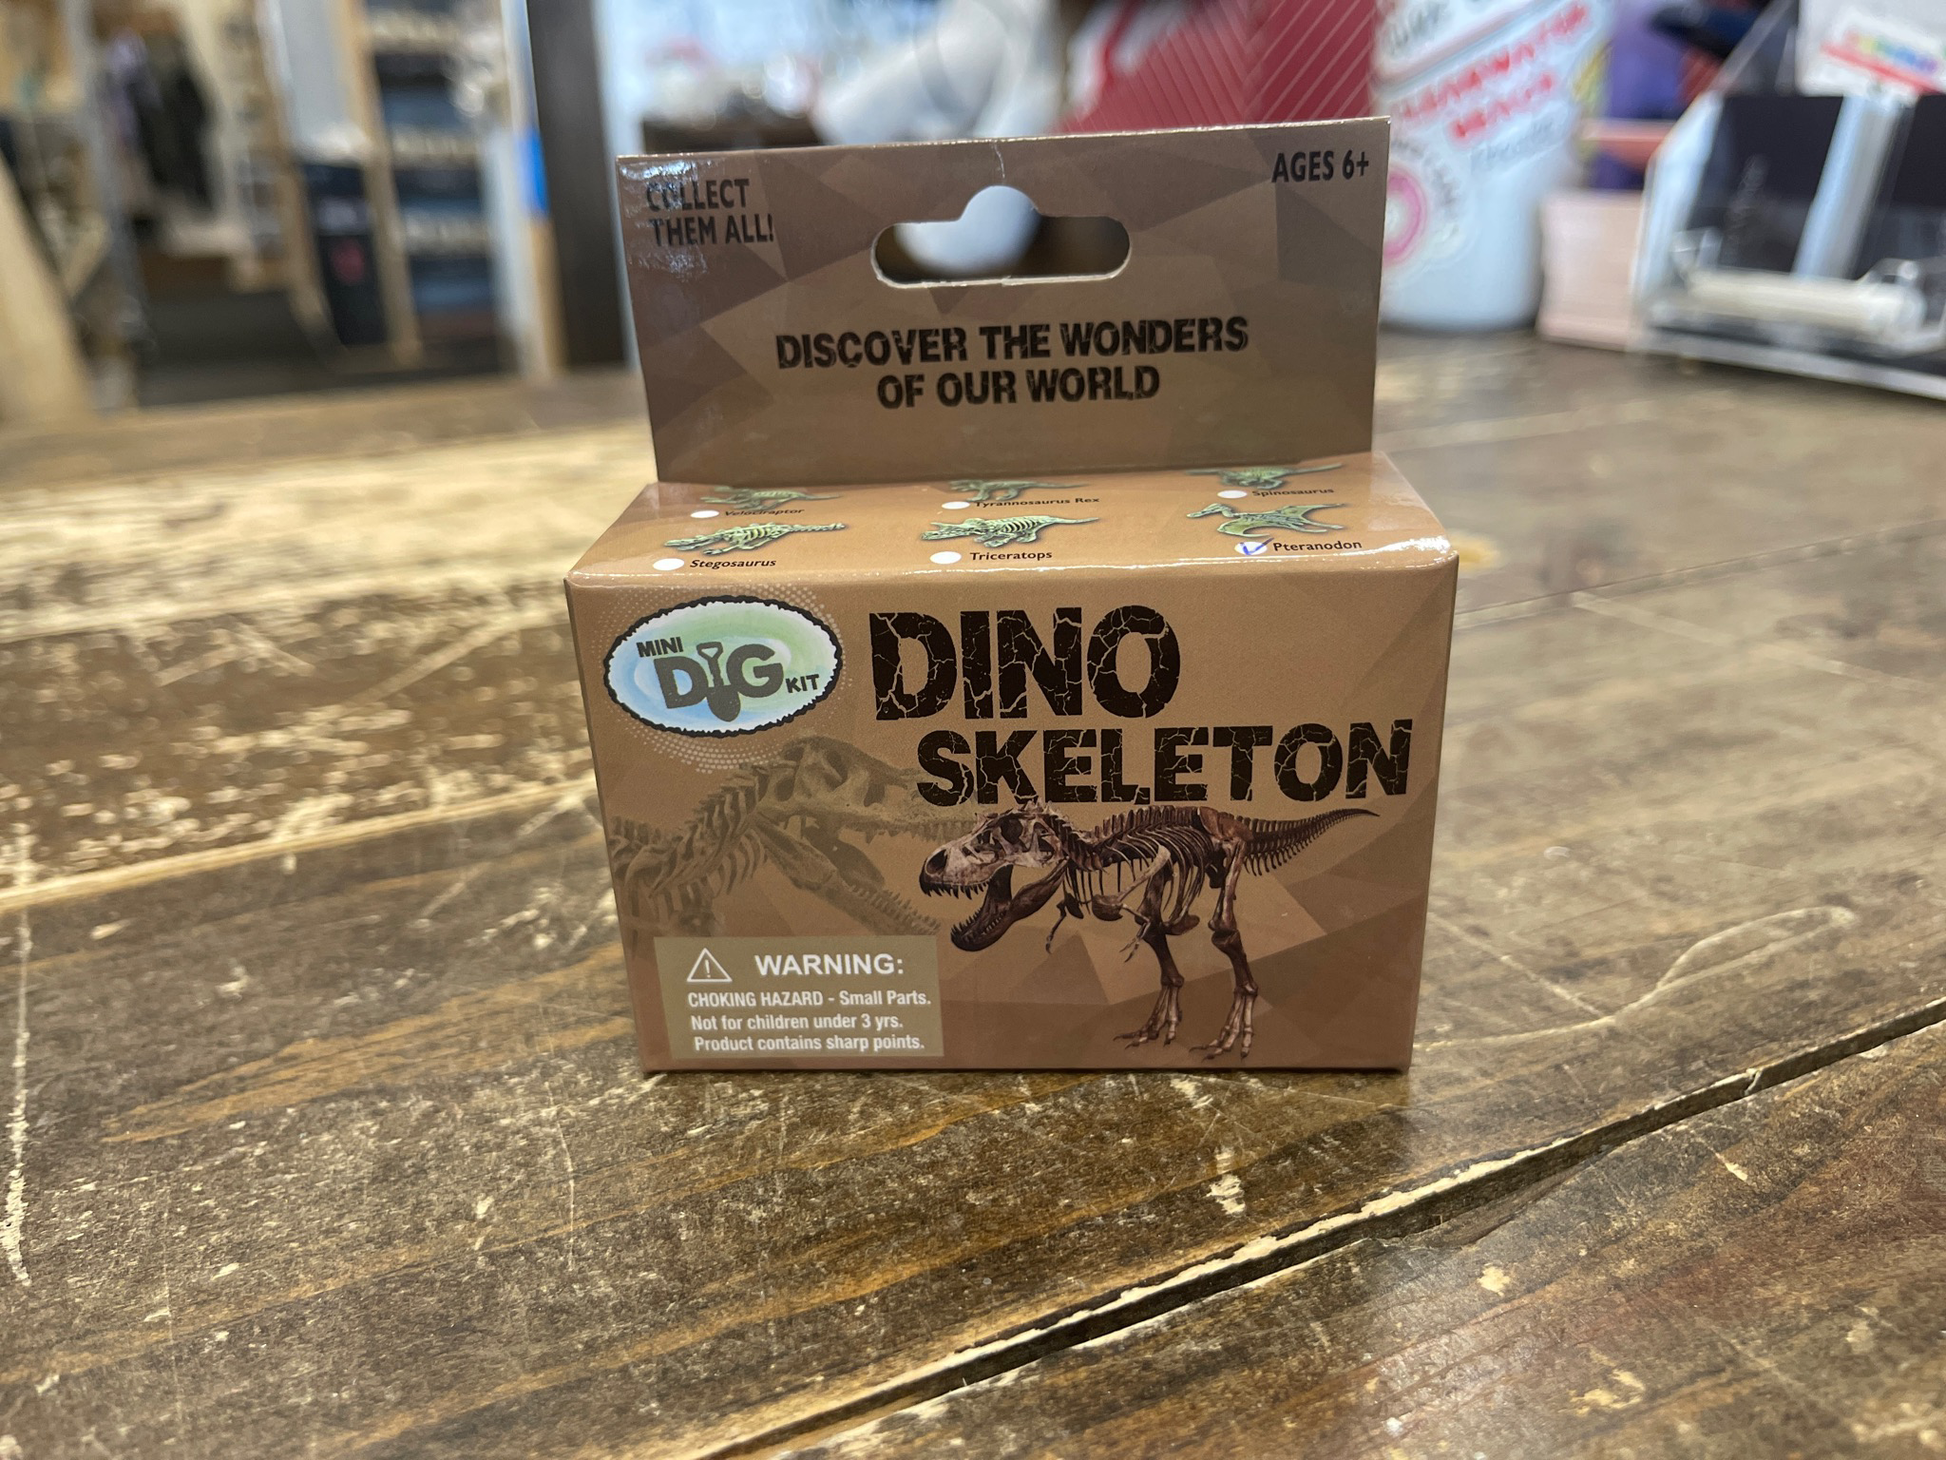 COLLECT
THEM ALL!
AGES 6+
DISCOVER THE WONDERS
OF OUR WORLD
Velociraptor
Tyrannosaurus Rex
Spinosaurus
Stegosaurus
Triceratops
Pteranodon
MINI
DIG
KIT
DINO
SKELETON
WARNING:
CHOKING HAZARD - Small Parts.
Not for children under 3 yrs.
Product contains sharp points.
CLEARWATER
BEACH